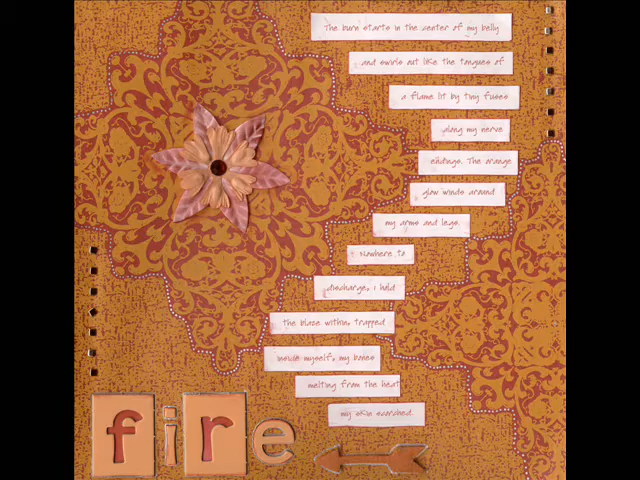 The burn starts in the center of my belly
and swirls out like the tongues of
a flame lit by tiny fuses
along my nerve
endings. The orange
glow winds around
my arms and legs.
Nowhere to
discharge, I hold
the blaze within, trapped
inside myself, my bones
melting from the heat
my skin scorched.
fire